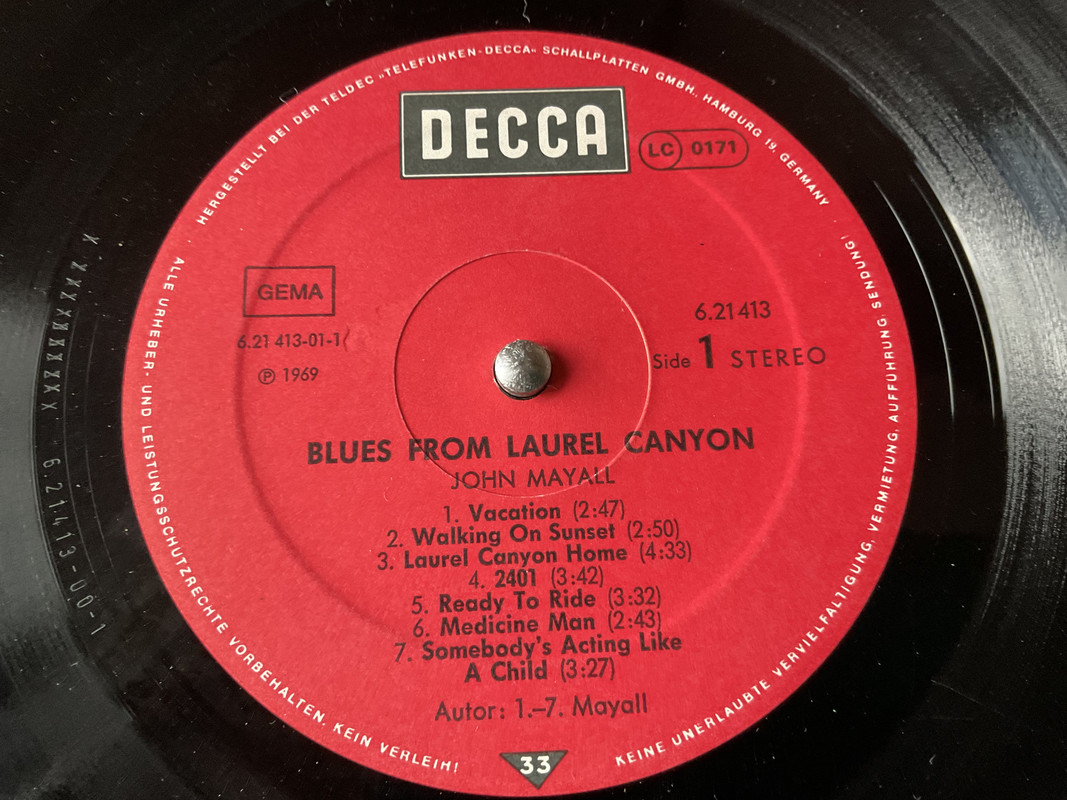 HERGESTELLT BEI DER TELDEC „TELEFUNKEN-DECCA“ SCHALLPLATTEN GMBH., HAMBURG 19, GERMANY
DECCA
LC 0171
GEMA
6.21413
6.21 413-01-1
Side 1 STEREO
℗ 1969
BLUES FROM LAUREL CANYON
JOHN MAYALL
1. Vacation (2:47)
2. Walking On Sunset (2:50)
3. Laurel Canyon Home (4:33)
4. 2401 (3:42)
5. Ready To Ride (3:32)
6. Medicine Man (2:43)
7. Somebody's Acting Like
A Child (3:27)
Autor: 1.–7. Mayall
33
ALLE URHEBER- UND LEISTUNGSSCHUTZRECHTE VORBEHALTEN. KEIN VERLEIH!
KEINE UNERLAUBTE VERVIELFÄLTIGUNG, VERMIETUNG, AUFFÜHRUNG, SENDUNG!
6.21413-00-1